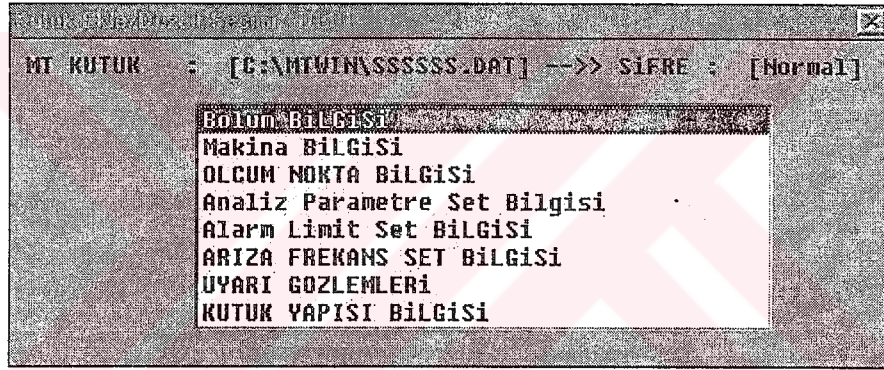 MT KUTUK : [C:\MTWIN\SSSSSS.DAT] -->> SiFRE : [Normal]
Bölüm BiLGiSi
Makina BiLGiSi
OLCUM NOKTA BiLGiSi
Analiz Parametre Set Bilgisi
Alarm Limit Set BiLGiSi
ARIZA FREKANS SET BiLGiSi
UYARI GOZLEMLERi
KUTUK YAPISI BiLGiSi